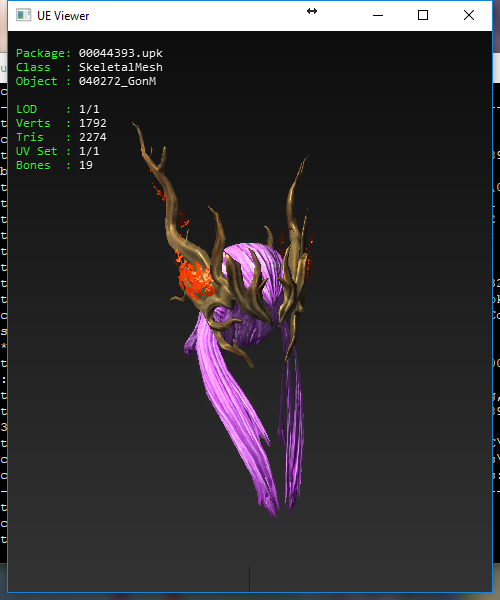 UE Viewer
Package: 00044393.upk
Class : SkeletalMesh
Object : 040272_GonM
LOD : 1/1
Verts : 1792
Tris : 2274
UV Set : 1/1
Bones : 19